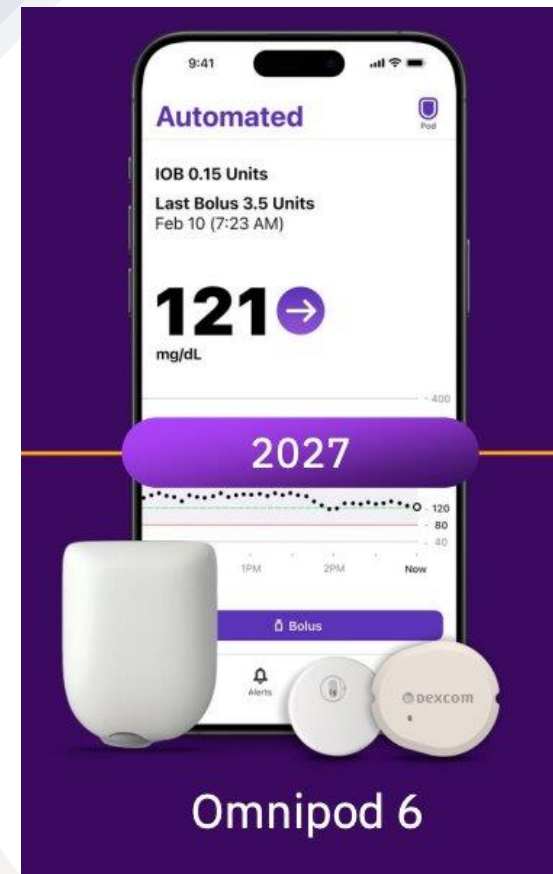 9:41
Automated
Pod
IOB 0.15 Units
Last Bolus 3.5 Units
Feb 10 (7:23 AM)
121
mg/dL
400
2027
120
80
40
1PM 2PM Now
Bolus
Alerts
Dexcom
Omnipod 6